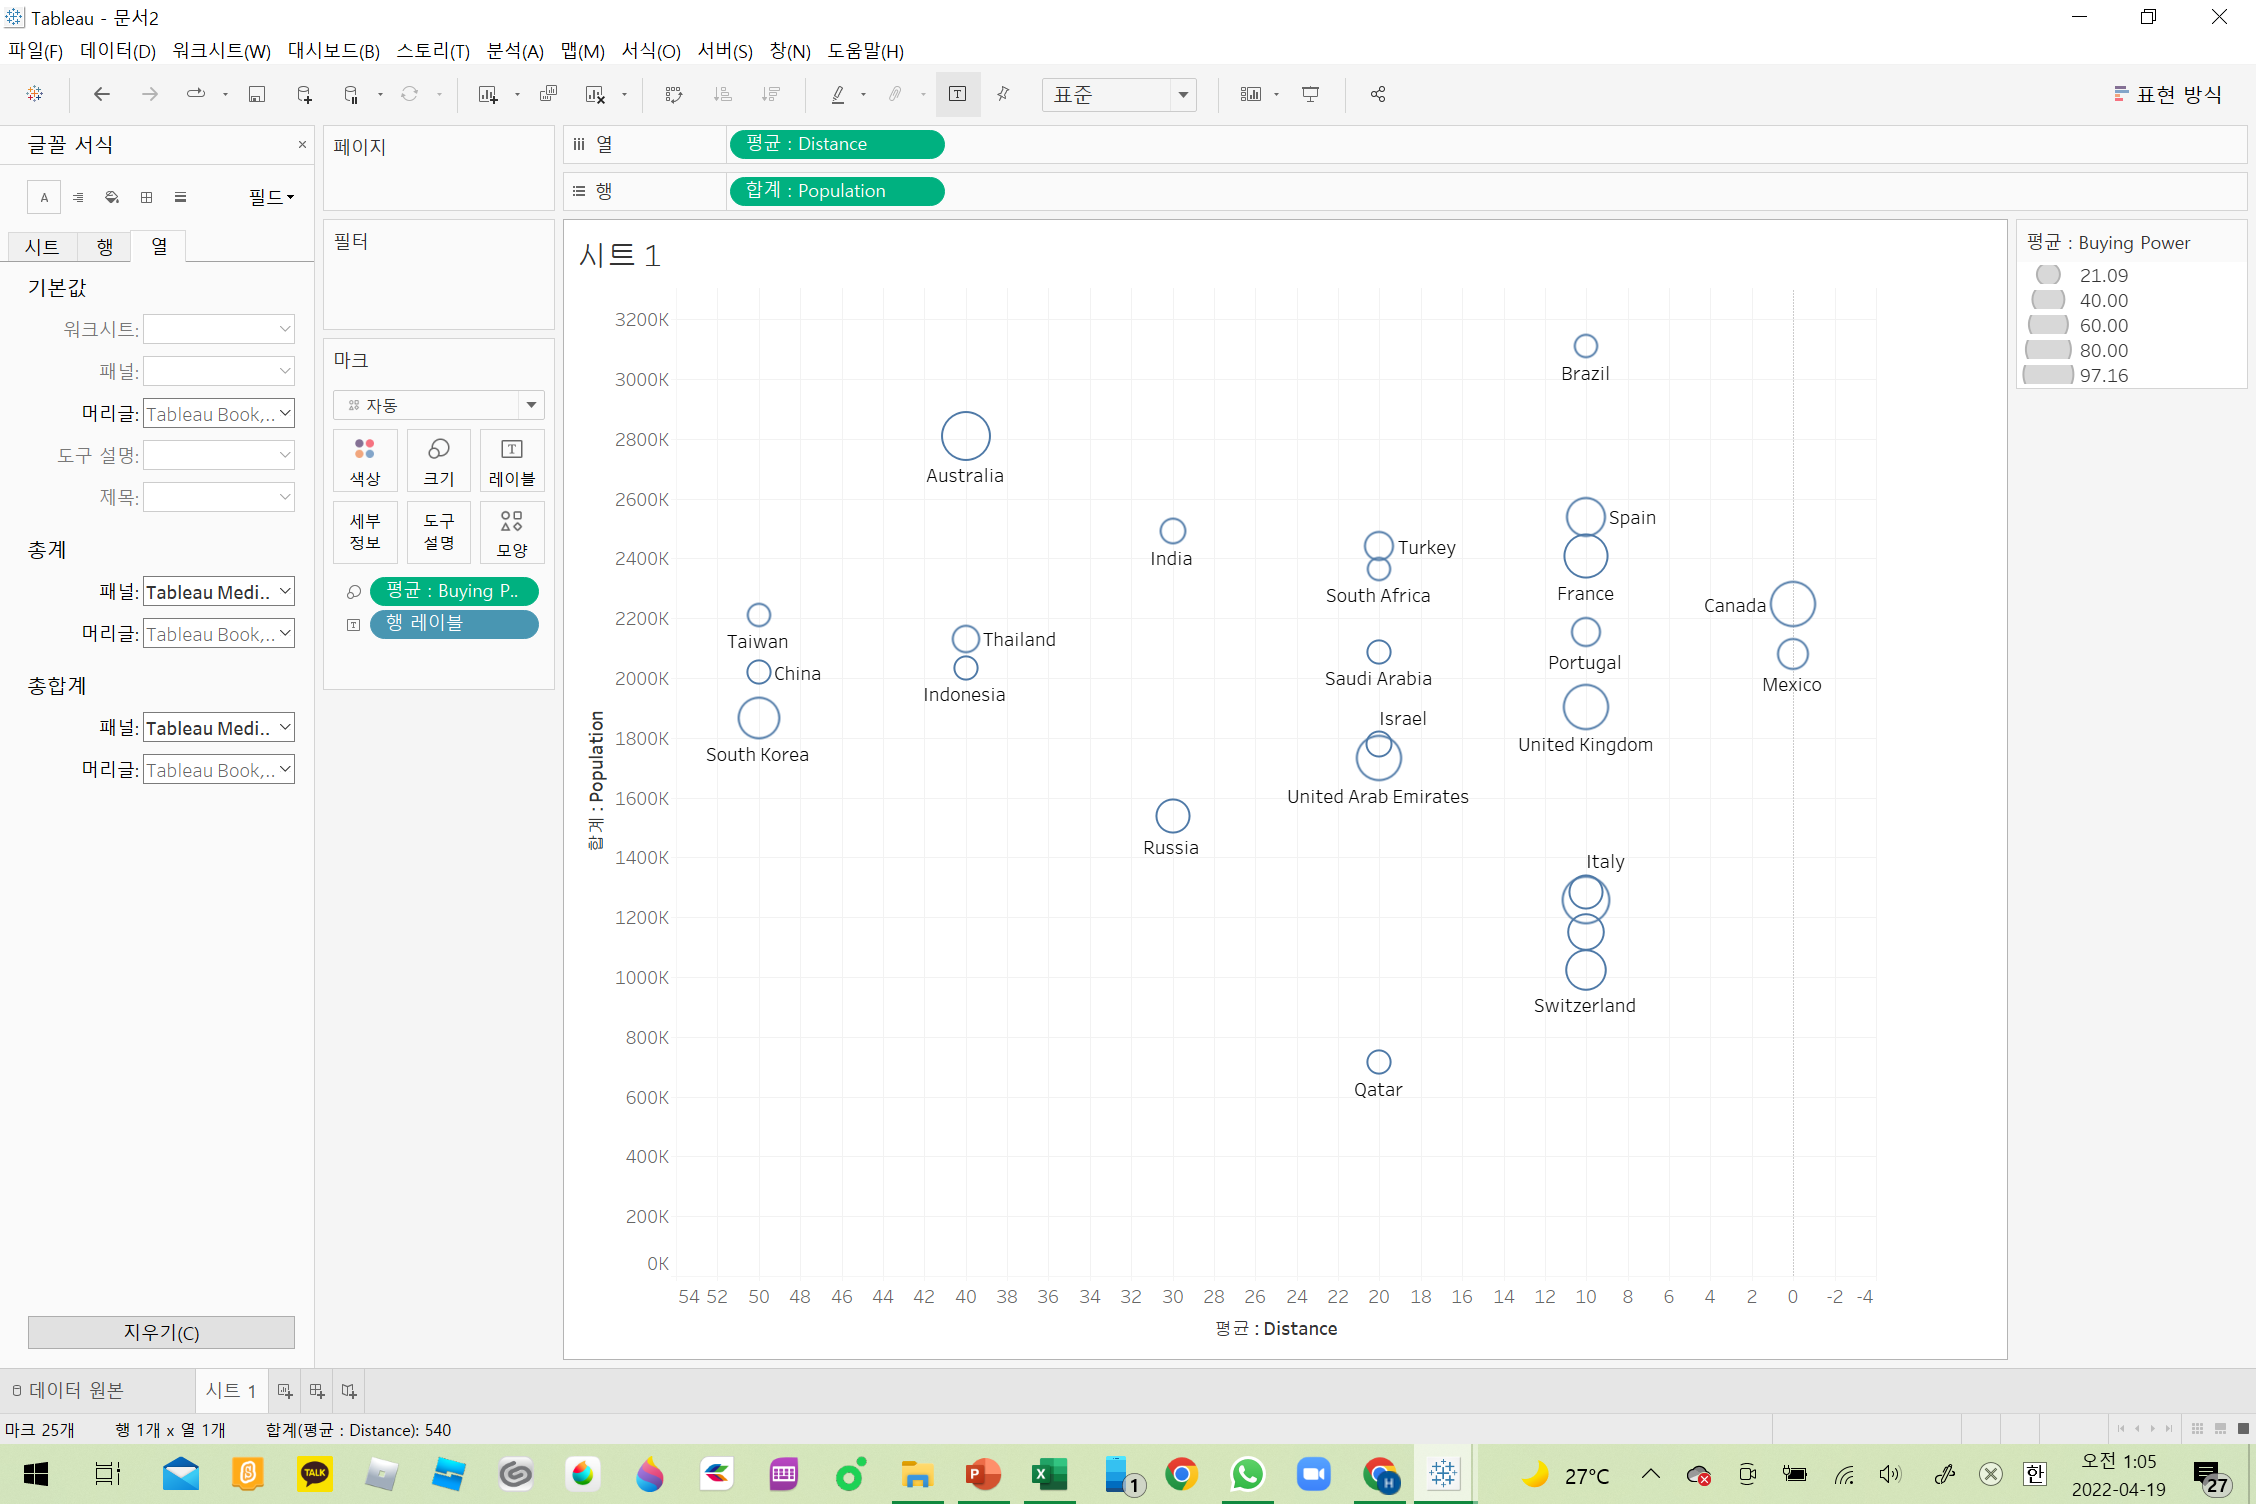 Tableau - 문서2
파일(F) 데이터(D) 워크시트(W) 대시보드(B) 스토리(T) 분석(A) 맵(M) 서식(O) 서버(S) 창(N) 도움말(H)
표준
표현 방식
글꼴 서식
필드
시트 행 열
기본값
워크시트:
패널:
머리글: Tableau Book,..
도구 설명:
제목:
총계
패널: Tableau Medi..
머리글: Tableau Book,..
총합계
패널: Tableau Medi..
머리글: Tableau Book,..
지우기(C)
페이지
필터
마크
자동
색상 크기 레이블
세부 정보 도구 설명 모양
평균 : Buying P..
행 레이블
열 평균 : Distance
행 합계 : Population
시트 1
3200K
3000K
2800K
2600K
2400K
2200K
2000K
1800K
1600K
1400K
1200K
1000K
800K
600K
400K
200K
0K
합계 : Population
Brazil
Australia
Spain
India
Turkey
France
South Africa
Canada
Taiwan
Thailand
Portugal
China
Saudi Arabia
Mexico
Indonesia
Israel
United Kingdom
South Korea
United Arab Emirates
Russia
Italy
Switzerland
Qatar
54 52 50 48 46 44 42 40 38 36 34 32 30 28 26 24 22 20 18 16 14 12 10 8 6 4 2 0 -2 -4
평균 : Distance
평균 : Buying Power
21.09
40.00
60.00
80.00
97.16
데이터 원본 시트 1
마크 25개 행 1개 x 열 1개 합계(평균 : Distance): 540
TALK
1
H
27°C
한
오전 1:05
2022-04-19
27